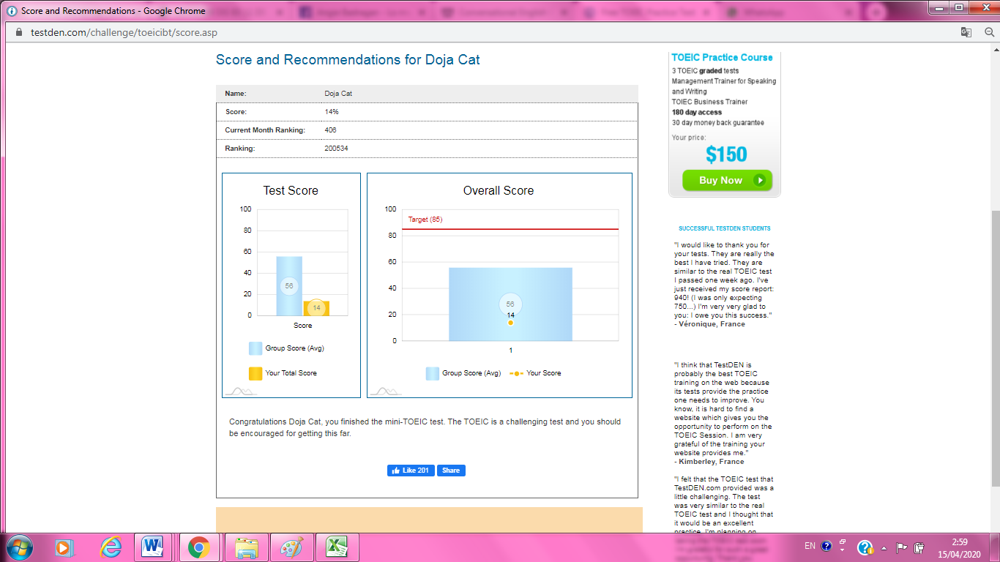 Score and Recommendations - Google Chrome
testden.com/challenge/toeicibt/score.asp
Score and Recommendations for Doja Cat
Name: Doja Cat
Score: 14%
Current Month Ranking: 406
Ranking: 200534
Test Score
100
80
60
40
20
0
56
14
Score
Group Score (Avg)
Your Total Score
Overall Score
100
80
60
40
20
0
Target (85)
56
14
1
Group Score (Avg) Your Score
Congratulations Doja Cat, you finished the mini-TOEIC test. The TOEIC is a challenging test and you should
be encouraged for getting this far.
Like 201 Share
TOEIC Practice Course
3 TOEIC graded tests
Management Trainer for Speaking
and Writing
TOIEC Business Trainer
180 day access
30 day money back guarantee
Your price:
$150
Buy Now
SUCCESSFUL TESTDEN STUDENTS
"I would like to thank you for
your tests. They are really the
best I have tried. They are
similar to the real TOEIC test
I passed one week ago. I've
just received my score report:
940! (I was only expecting
750...) I'm very very glad to
you: I owe you this success."
- Véronique, France
"I think that TestDEN is
probably the best TOEIC
training on the web because
its tests provide the practice
one needs to improve. You
know, it is hard to find a
website which gives you the
opportunity to perform on the
TOEIC Session. I am very
grateful of the training your
website provides me."
- Kimberley, France
"I felt that the TOEIC test that
TestDEN.com provided was a
little challenging. The test
was very similar to the real
TOEIC test and I thought that
it would be an excellent
practice. I'm planning on
EN
2:59
15/04/2020